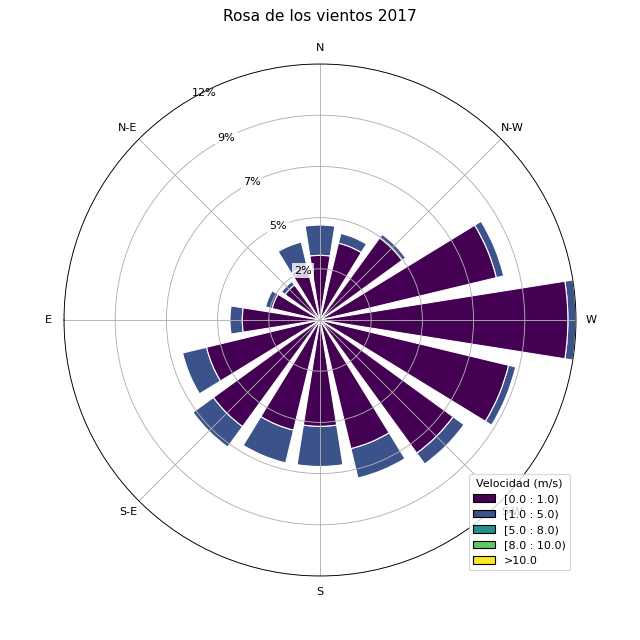 Rosa de los vientos 2017
N
12%
N-E
N-W
9%
7%
5%
2%
E
W
S-E
S
Velocidad (m/s)
[0.0 : 1.0)
[1.0 : 5.0)
[5.0 : 8.0)
[8.0 : 10.0)
>10.0